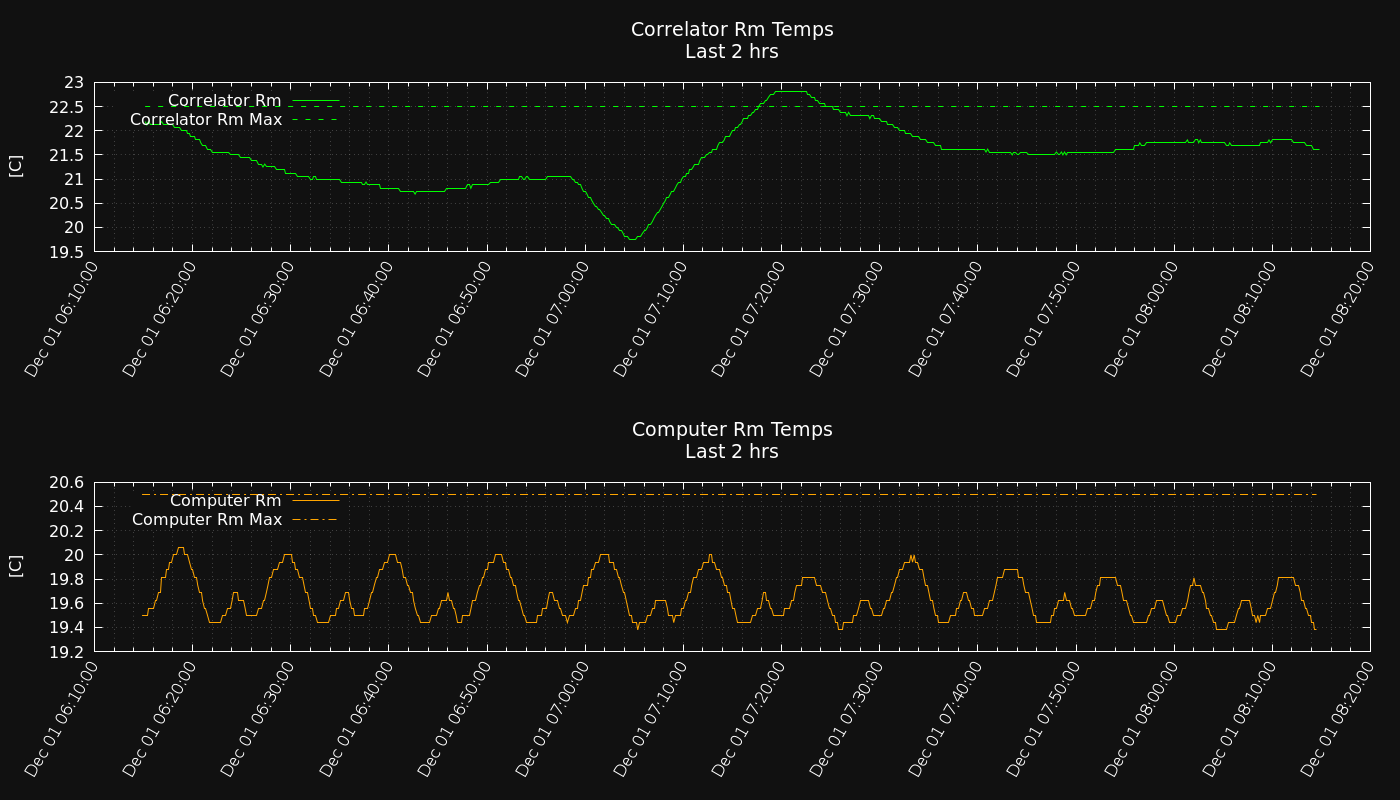 Correlator Rm Temps
Last 2 hrs
23
22.5
22
21.5
21
20.5
20
19.5
[C]
Correlator Rm
Correlator Rm Max
Dec 01 06:10:00
Dec 01 06:20:00
Dec 01 06:30:00
Dec 01 06:40:00
Dec 01 06:50:00
Dec 01 07:00:00
Dec 01 07:10:00
Dec 01 07:20:00
Dec 01 07:30:00
Dec 01 07:40:00
Dec 01 07:50:00
Dec 01 08:00:00
Dec 01 08:10:00
Dec 01 08:20:00
Computer Rm Temps
Last 2 hrs
20.6
20.4
20.2
20
19.8
19.6
19.4
19.2
[C]
Computer Rm
Computer Rm Max
Dec 01 06:10:00
Dec 01 06:20:00
Dec 01 06:30:00
Dec 01 06:40:00
Dec 01 06:50:00
Dec 01 07:00:00
Dec 01 07:10:00
Dec 01 07:20:00
Dec 01 07:30:00
Dec 01 07:40:00
Dec 01 07:50:00
Dec 01 08:00:00
Dec 01 08:10:00
Dec 01 08:20:00